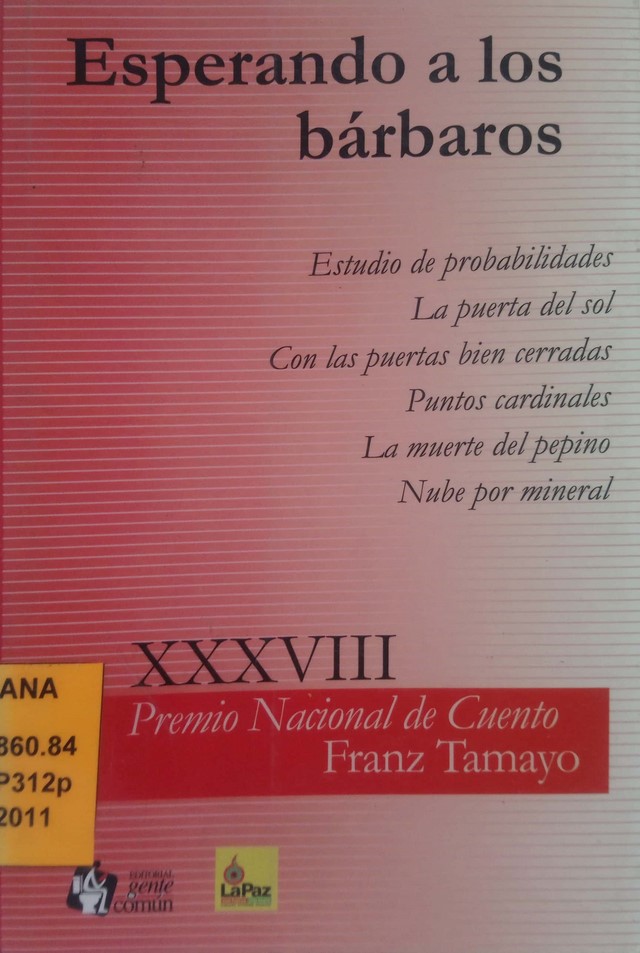 Esperando a los
bárbaros
Estudio de probabilidades
La puerta del sol
Con las puertas bien cerradas
Puntos cardinales
La muerte del pepino
Nube por mineral
XXXVIII
Premio Nacional de Cuento
Franz Tamayo
ANA
860.84
P312p
2011
EDITORIAL
gente
común
LaPaz